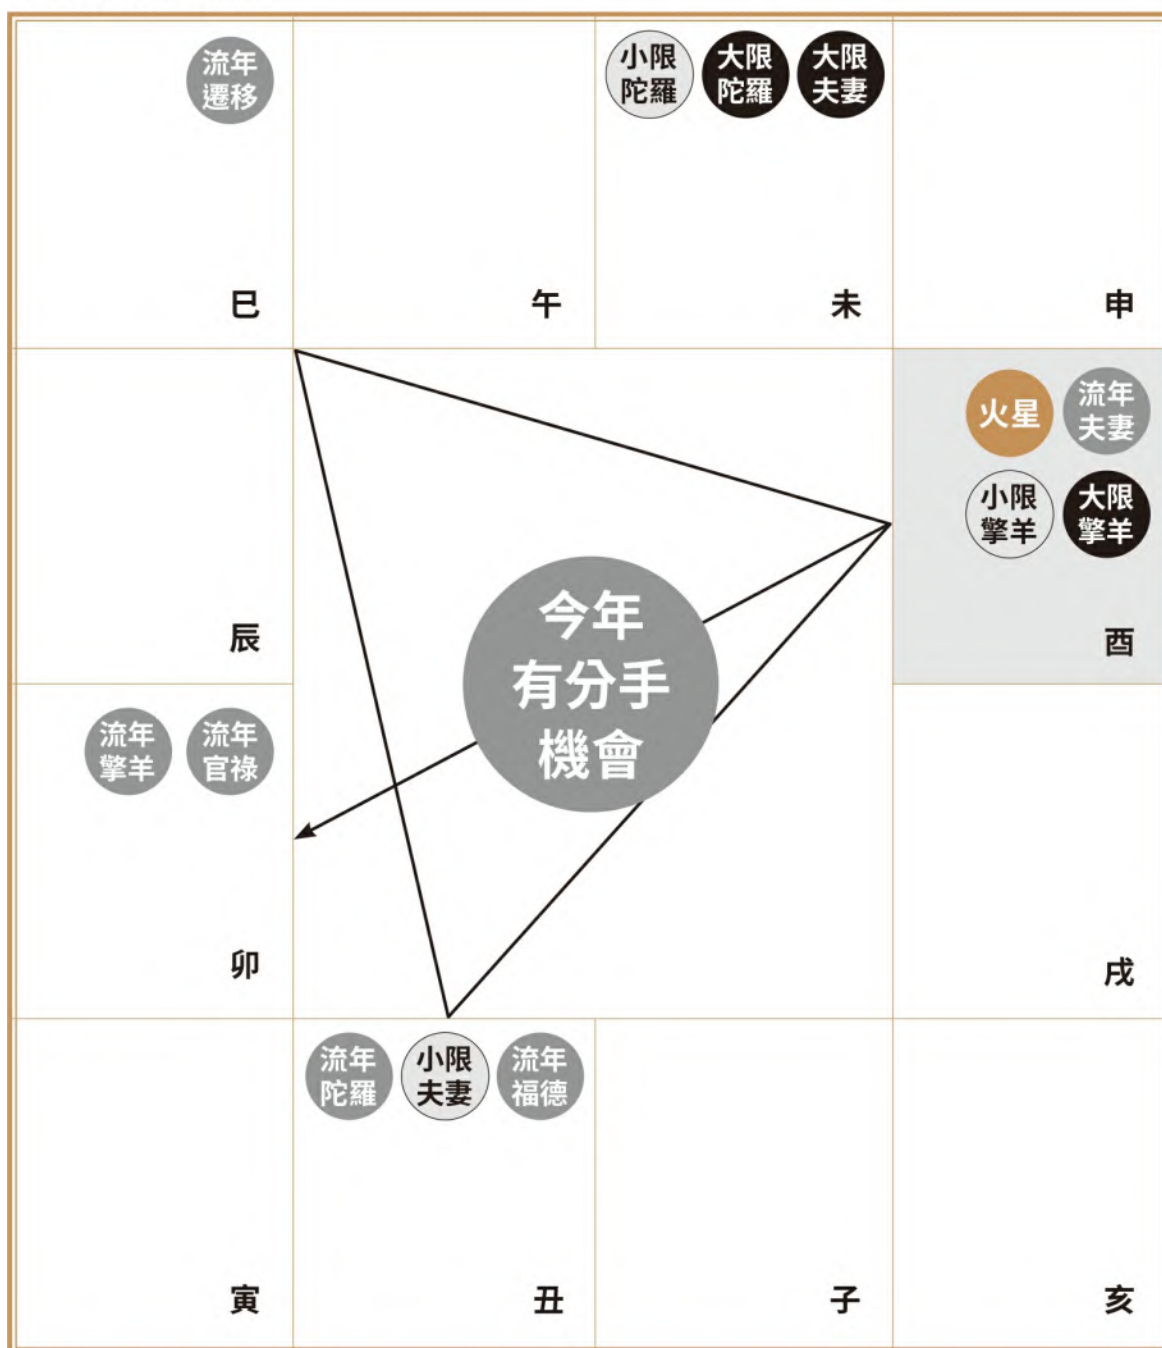 流年
遷移
巳
午
小限
陀羅
大限
陀羅
大限
夫妻
未
申
辰
火星
流年
夫妻
小限
擎羊
大限
擎羊
酉
今年
有分手
機會
流年
擎羊
流年
官祿
卯
戌
寅
流年
陀羅
小限
夫妻
流年
福德
丑
子
亥